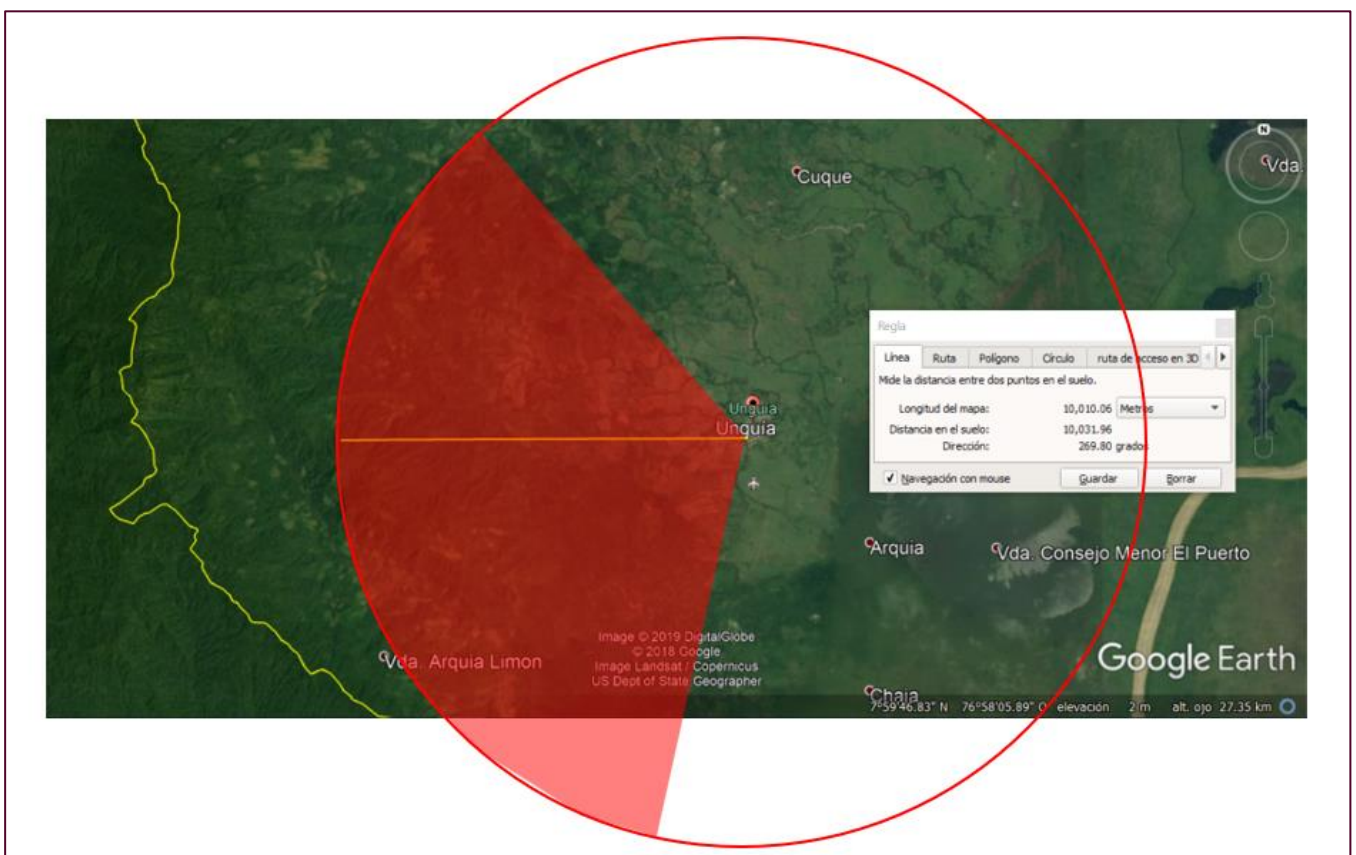 N
Vda.
Cuque
Regla
Línea Ruta Polígono Círculo ruta de acceso en 3D
Mide la distancia entre dos puntos en el suelo.
Longitud del mapa: 10,010.06 Metros
Distancia en el suelo: 10,031.96
Dirección: 269.80 grados
Navegación con mouse Guardar Borrar
Unguia
Unguía
Arquia
Vda. Consejo Menor El Puerto
Vda. Arquia Limon
Image © 2019 DigitalGlobe
© 2018 Google
Image Landsat / Copernicus
US Dept of State Geographer
Google Earth
Chaia
7°59'46.83" N 76°58'05.89" O elevación 2 m alt. ojo 27.35 km